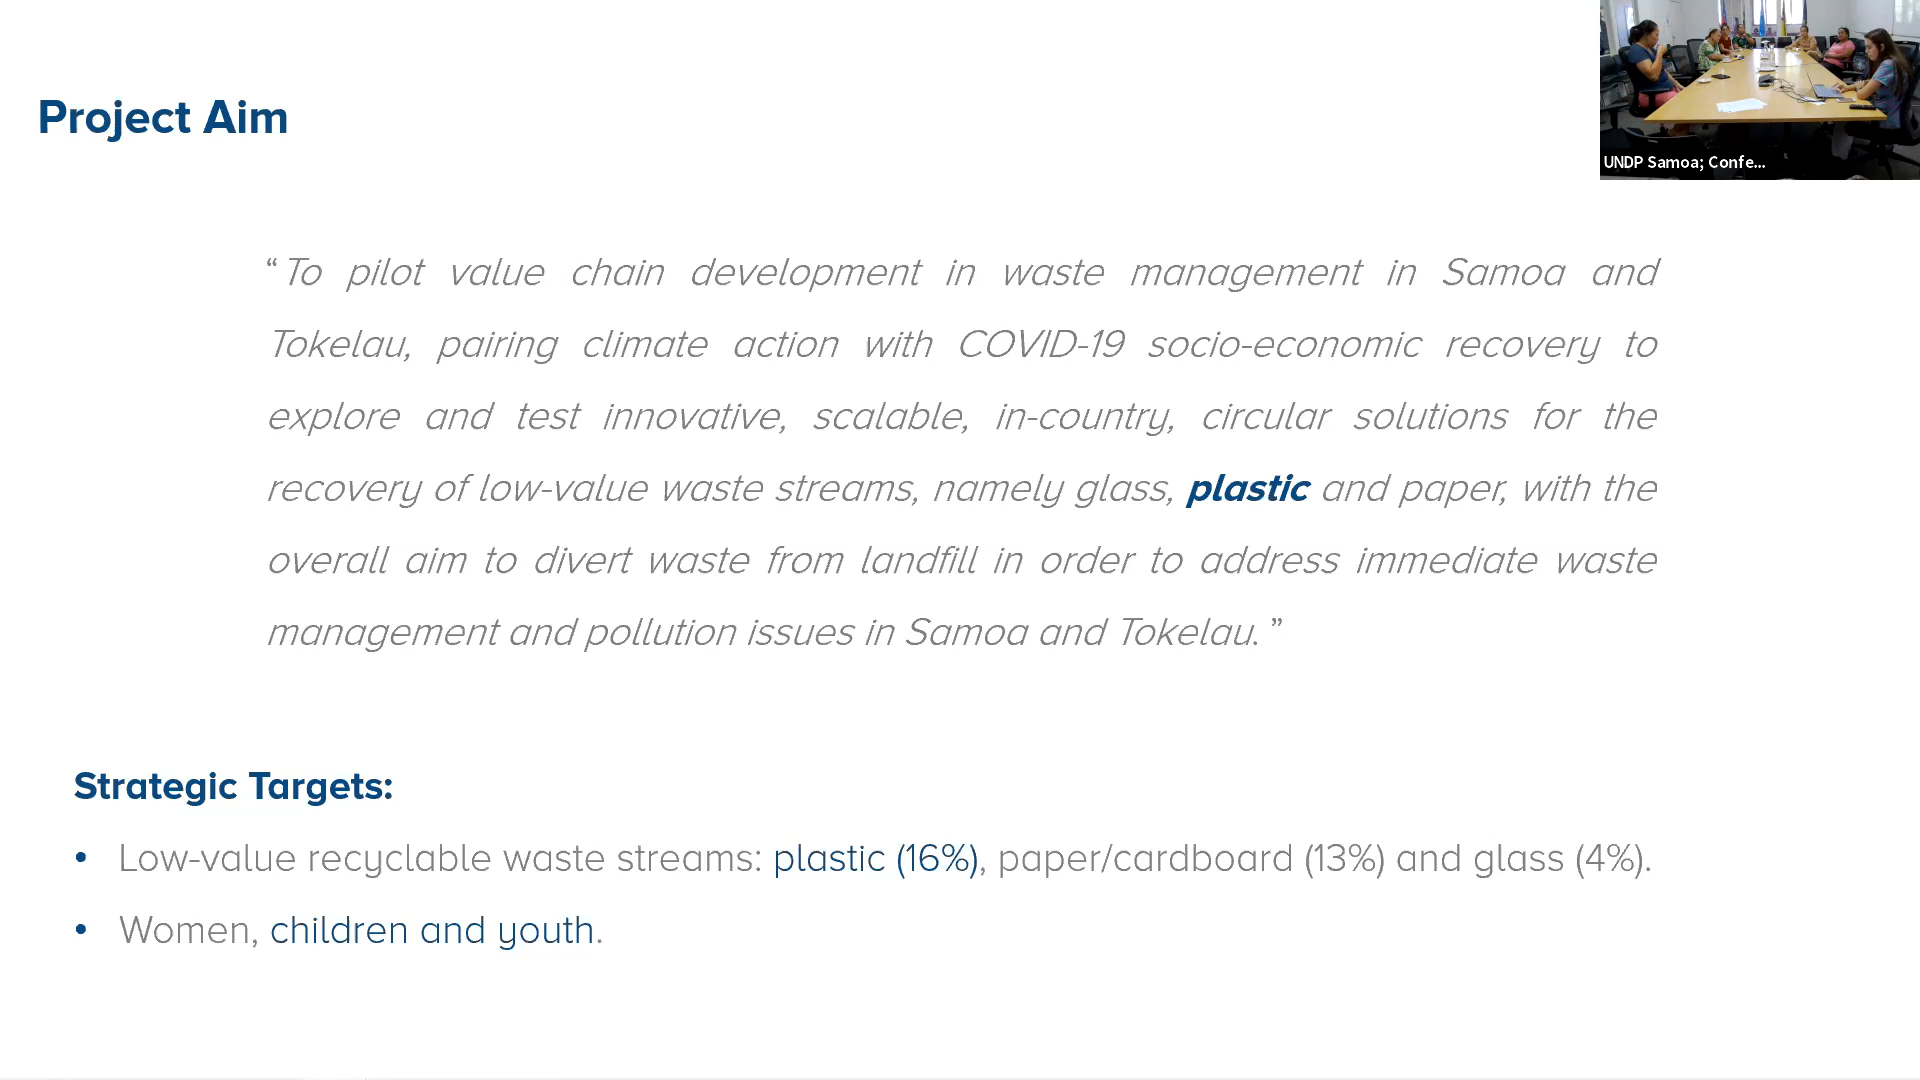 Project Aim
UNDP Samoa; Confe...
“ To pilot value chain development in waste management in Samoa and
Tokelau, pairing climate action with COVID-19 socio-economic recovery to
explore and test innovative, scalable, in-country, circular solutions for the
recovery of low-value waste streams, namely glass, plastic and paper, with the
overall aim to divert waste from landfill in order to address immediate waste
management and pollution issues in Samoa and Tokelau. ”
Strategic Targets:
• Low-value recyclable waste streams: plastic (16%), paper/cardboard (13%) and glass (4%).
• Women, children and youth.